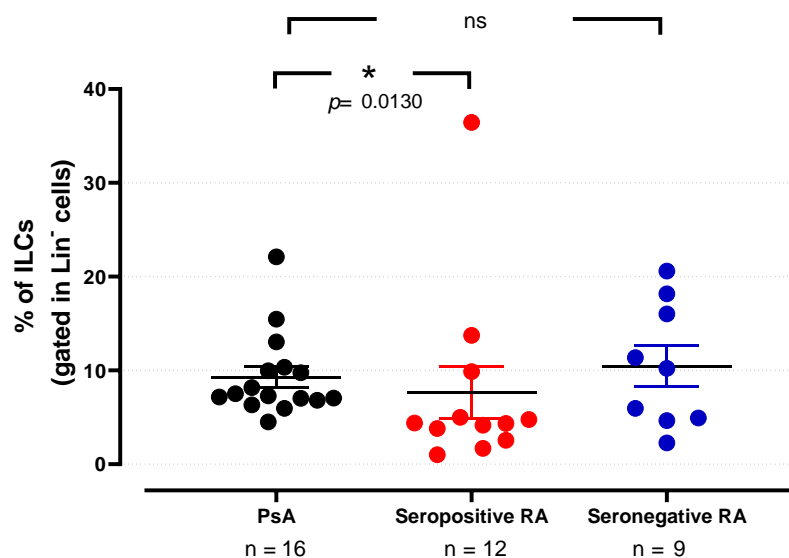 ns
*
p= 0.0130
% of ILCs
(gated in Lin⁻ cells)
40
30
20
10
0
PsA Seropositive RA Seronegative RA
n = 16 n = 12 n = 9